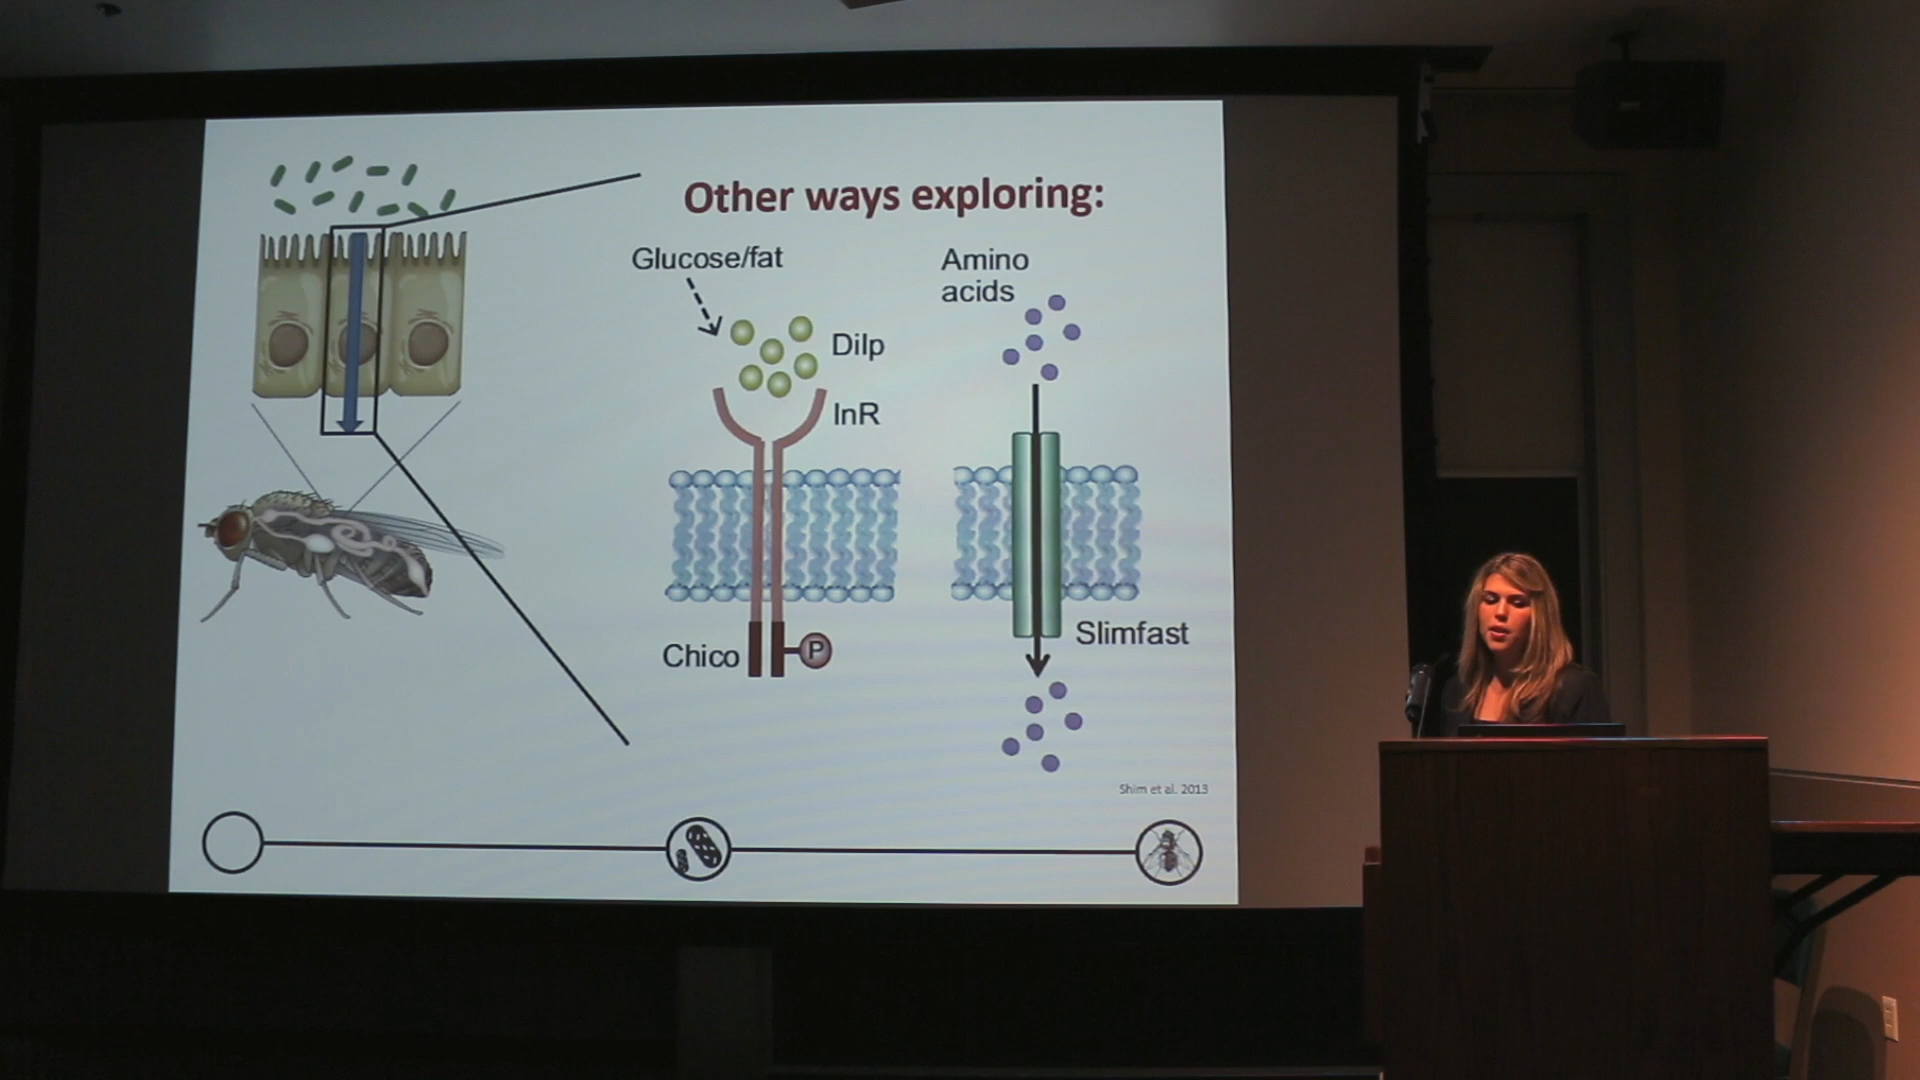 Other ways exploring:
Glucose/fat
Amino
acids
Dilp
InR
Slimfast
Chico
P
Shim et al. 2013